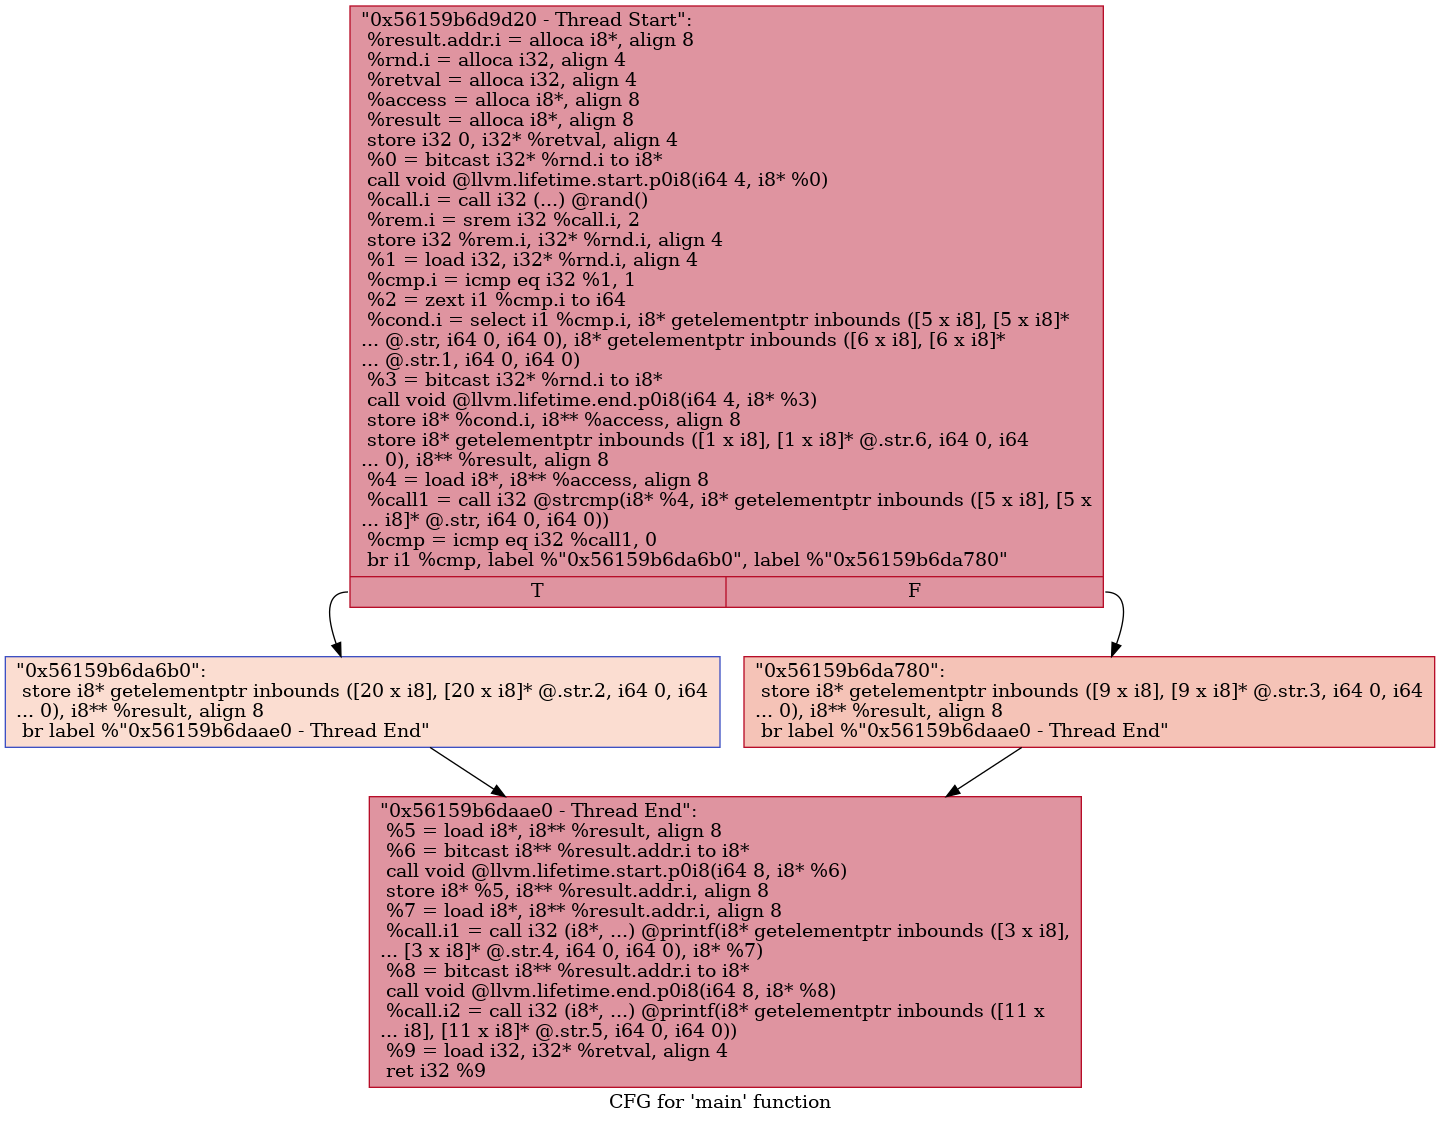 "0x56159b6d9d20 - Thread Start":
%result.addr.i = alloca i8*, align 8
%rnd.i = alloca i32, align 4
%retval = alloca i32, align 4
%access = alloca i8*, align 8
%result = alloca i8*, align 8
store i32 0, i32* %retval, align 4
%0 = bitcast i32* %rnd.i to i8*
call void @llvm.lifetime.start.p0i8(i64 4, i8* %0)
%call.i = call i32 (...) @rand()
%rem.i = srem i32 %call.i, 2
store i32 %rem.i, i32* %rnd.i, align 4
%1 = load i32, i32* %rnd.i, align 4
%cmp.i = icmp eq i32 %1, 1
%2 = zext i1 %cmp.i to i64
%cond.i = select i1 %cmp.i, i8* getelementptr inbounds ([5 x i8], [5 x i8]*
... @.str, i64 0, i64 0), i8* getelementptr inbounds ([6 x i8], [6 x i8]*
... @.str.1, i64 0, i64 0)
%3 = bitcast i32* %rnd.i to i8*
call void @llvm.lifetime.end.p0i8(i64 4, i8* %3)
store i8* %cond.i, i8** %access, align 8
store i8* getelementptr inbounds ([1 x i8], [1 x i8]* @.str.6, i64 0, i64
... 0), i8** %result, align 8
%4 = load i8*, i8** %access, align 8
%call1 = call i32 @strcmp(i8* %4, i8* getelementptr inbounds ([5 x i8], [5 x
... i8]* @.str, i64 0, i64 0))
%cmp = icmp eq i32 %call1, 0
br i1 %cmp, label %"0x56159b6da6b0", label %"0x56159b6da780"
T
F
"0x56159b6da6b0":
store i8* getelementptr inbounds ([20 x i8], [20 x i8]* @.str.2, i64 0, i64
... 0), i8** %result, align 8
br label %"0x56159b6daae0 - Thread End"
"0x56159b6da780":
store i8* getelementptr inbounds ([9 x i8], [9 x i8]* @.str.3, i64 0, i64
... 0), i8** %result, align 8
br label %"0x56159b6daae0 - Thread End"
"0x56159b6daae0 - Thread End":
%5 = load i8*, i8** %result, align 8
%6 = bitcast i8** %result.addr.i to i8*
call void @llvm.lifetime.start.p0i8(i64 8, i8* %6)
store i8* %5, i8** %result.addr.i, align 8
%7 = load i8*, i8** %result.addr.i, align 8
%call.i1 = call i32 (i8*, ...) @printf(i8* getelementptr inbounds ([3 x i8],
... [3 x i8]* @.str.4, i64 0, i64 0), i8* %7)
%8 = bitcast i8** %result.addr.i to i8*
call void @llvm.lifetime.end.p0i8(i64 8, i8* %8)
%call.i2 = call i32 (i8*, ...) @printf(i8* getelementptr inbounds ([11 x
... i8], [11 x i8]* @.str.5, i64 0, i64 0))
%9 = load i32, i32* %retval, align 4
ret i32 %9
CFG for 'main' function